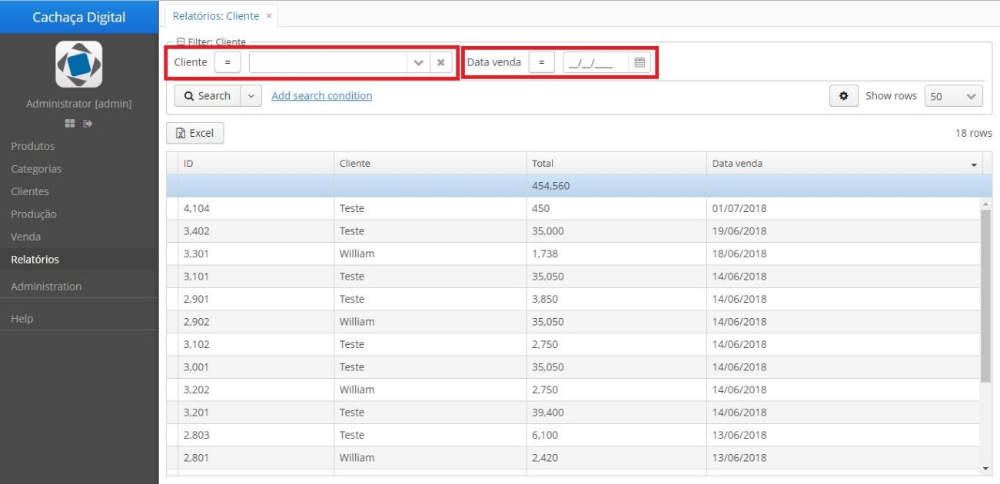 Cachaça Digital
Relatórios: Cliente ×
Administrator [admin]
Produtos
Categorias
Clientes
Produção
Venda
Relatórios
Administration
Help
Filter: Cliente
Cliente = Data venda = __/__/____
Search Add search condition Show rows 50
Excel 18 rows
ID Cliente Total Data venda
454,560
4,104 Teste 450 01/07/2018
3,402 Teste 35,000 19/06/2018
3,301 William 1,738 18/06/2018
3,101 Teste 35,050 14/06/2018
2,901 Teste 3,850 14/06/2018
2,902 William 35,050 14/06/2018
3,102 Teste 2,750 14/06/2018
3,001 Teste 35,050 14/06/2018
3,202 William 2,750 14/06/2018
3,201 Teste 39,400 14/06/2018
2,803 Teste 6,100 13/06/2018
2,801 William 2,420 13/06/2018